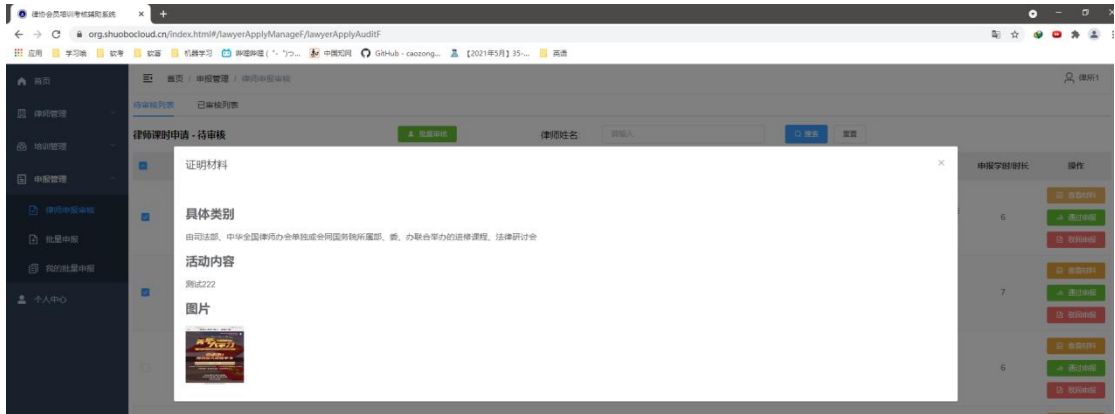 律协会员培训考核辅助系统
org.shuobocloud.cn/index.html#/lawyerApplyManageF/lawyerApplyAuditF
应用 学习啦 软考 软著 机器学习 哔哩哔哩 ( ゜- ゜)つ... 中国知网 GitHub - caozong... 【2021年5月】35-... 英语
首页
首页 / 申报管理 / 律师申报审核
律所1
律师管理
待审核列表 已审核列表
律师课时申请 - 待审核 批量审核 律师姓名 请输入 搜索 重置
培训管理
证明材料
申报学时/时长 操作
申报管理
律师申报审核
批量申报
我的批量申报
个人中心
具体类别
由司法部、中华全国律师办会单独或会同国务院所属部、委、办联合举办的进修课程、法律研讨会
活动内容
测试222
图片
6
查看材料
通过申报
驳回申报
7
查看材料
通过申报
驳回申报
6
查看材料
通过申报
驳回申报